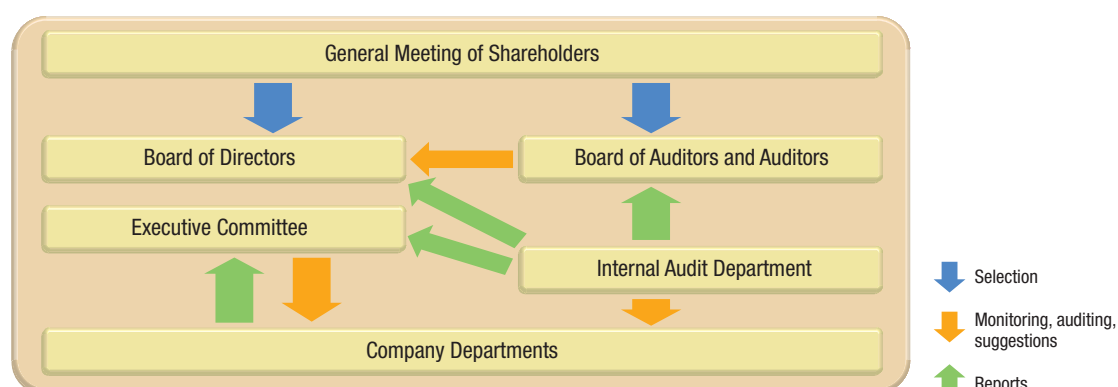 General Meeting of Shareholders
Board of Directors
Board of Auditors and Auditors
Executive Committee
Internal Audit Department
Company Departments
Selection
Monitoring, auditing,
suggestions
Reports